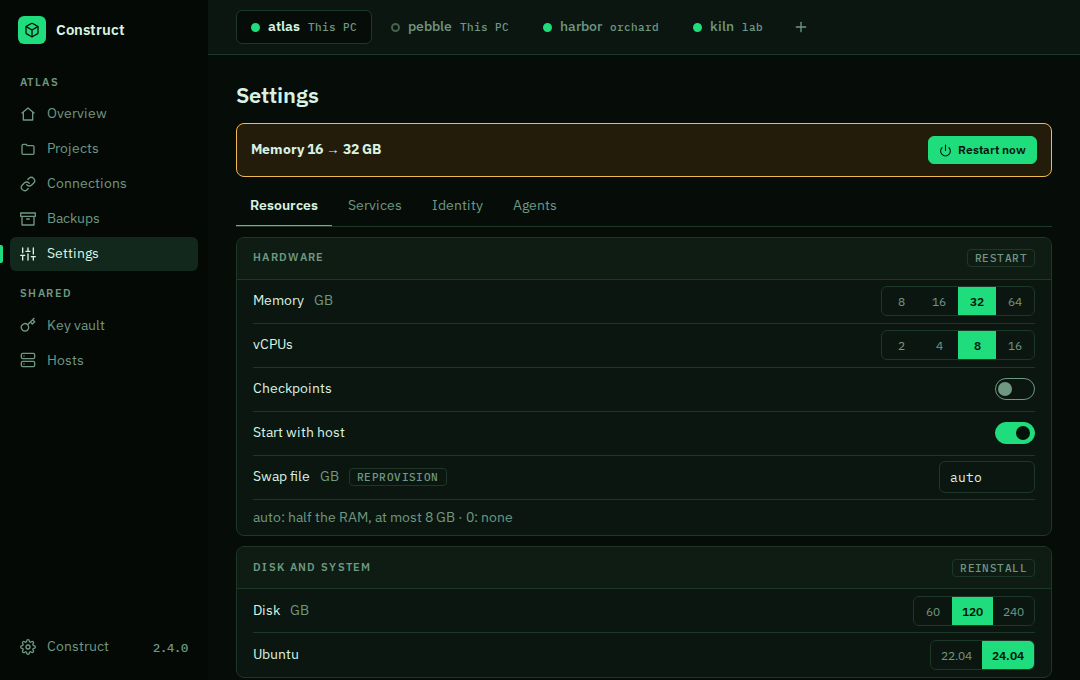 Construct
atlas This PC
pebble This PC
harbor orchard
kiln lab
ATLAS
Overview
Projects
Connections
Backups
Settings
SHARED
Key vault
Hosts
Construct 2.4.0
Settings
Memory 16 → 32 GB
Restart now
Resources Services Identity Agents
HARDWARE RESTART
Memory GB 8 16 32 64
vCPUs 2 4 8 16
Checkpoints
Start with host
Swap file GB REPROVISION auto
auto: half the RAM, at most 8 GB · 0: none
DISK AND SYSTEM REINSTALL
Disk GB 60 120 240
Ubuntu 22.04 24.04